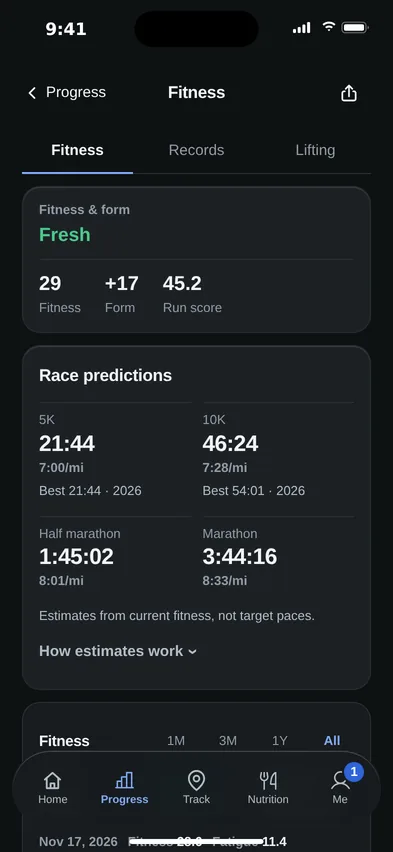 9:41
Progress
Fitness
Fitness
Records
Lifting
Fitness & form
Fresh
29
+17
45.2
Fitness
Form
Run score
Race predictions
5K
10K
21:44
46:24
7:00/mi
7:28/mi
Best 21:44 · 2026
Best 54:01 · 2026
Half marathon
Marathon
1:45:02
3:44:16
8:01/mi
8:33/mi
Estimates from current fitness, not target paces.
How estimates work
Fitness
1M
3M
1Y
All
1
Home
Progress
Track
Nutrition
Me
Nov 17, 2026 Fitness Fatigue 11.4